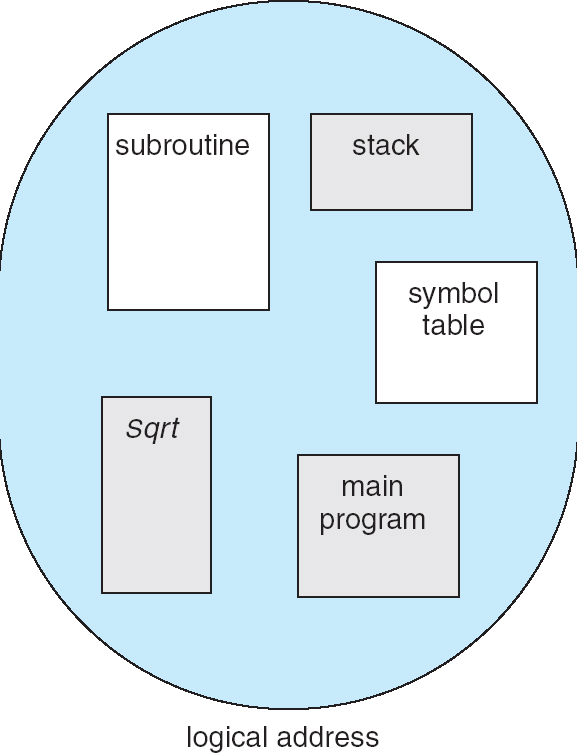 subroutine
stack
symbol
table
Sqrt
main
program
logical address